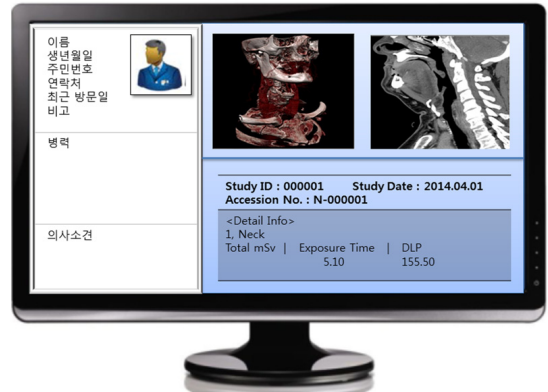 이름
생년월일
주민번호
연락처
최근 방문일
비고
병력
의사소견
Study ID : 000001 Study Date : 2014.04.01
Accession No. : N-000001
<Detail Info>
1, Neck
Total mSv | Exposure Time | DLP
5.10 155.50